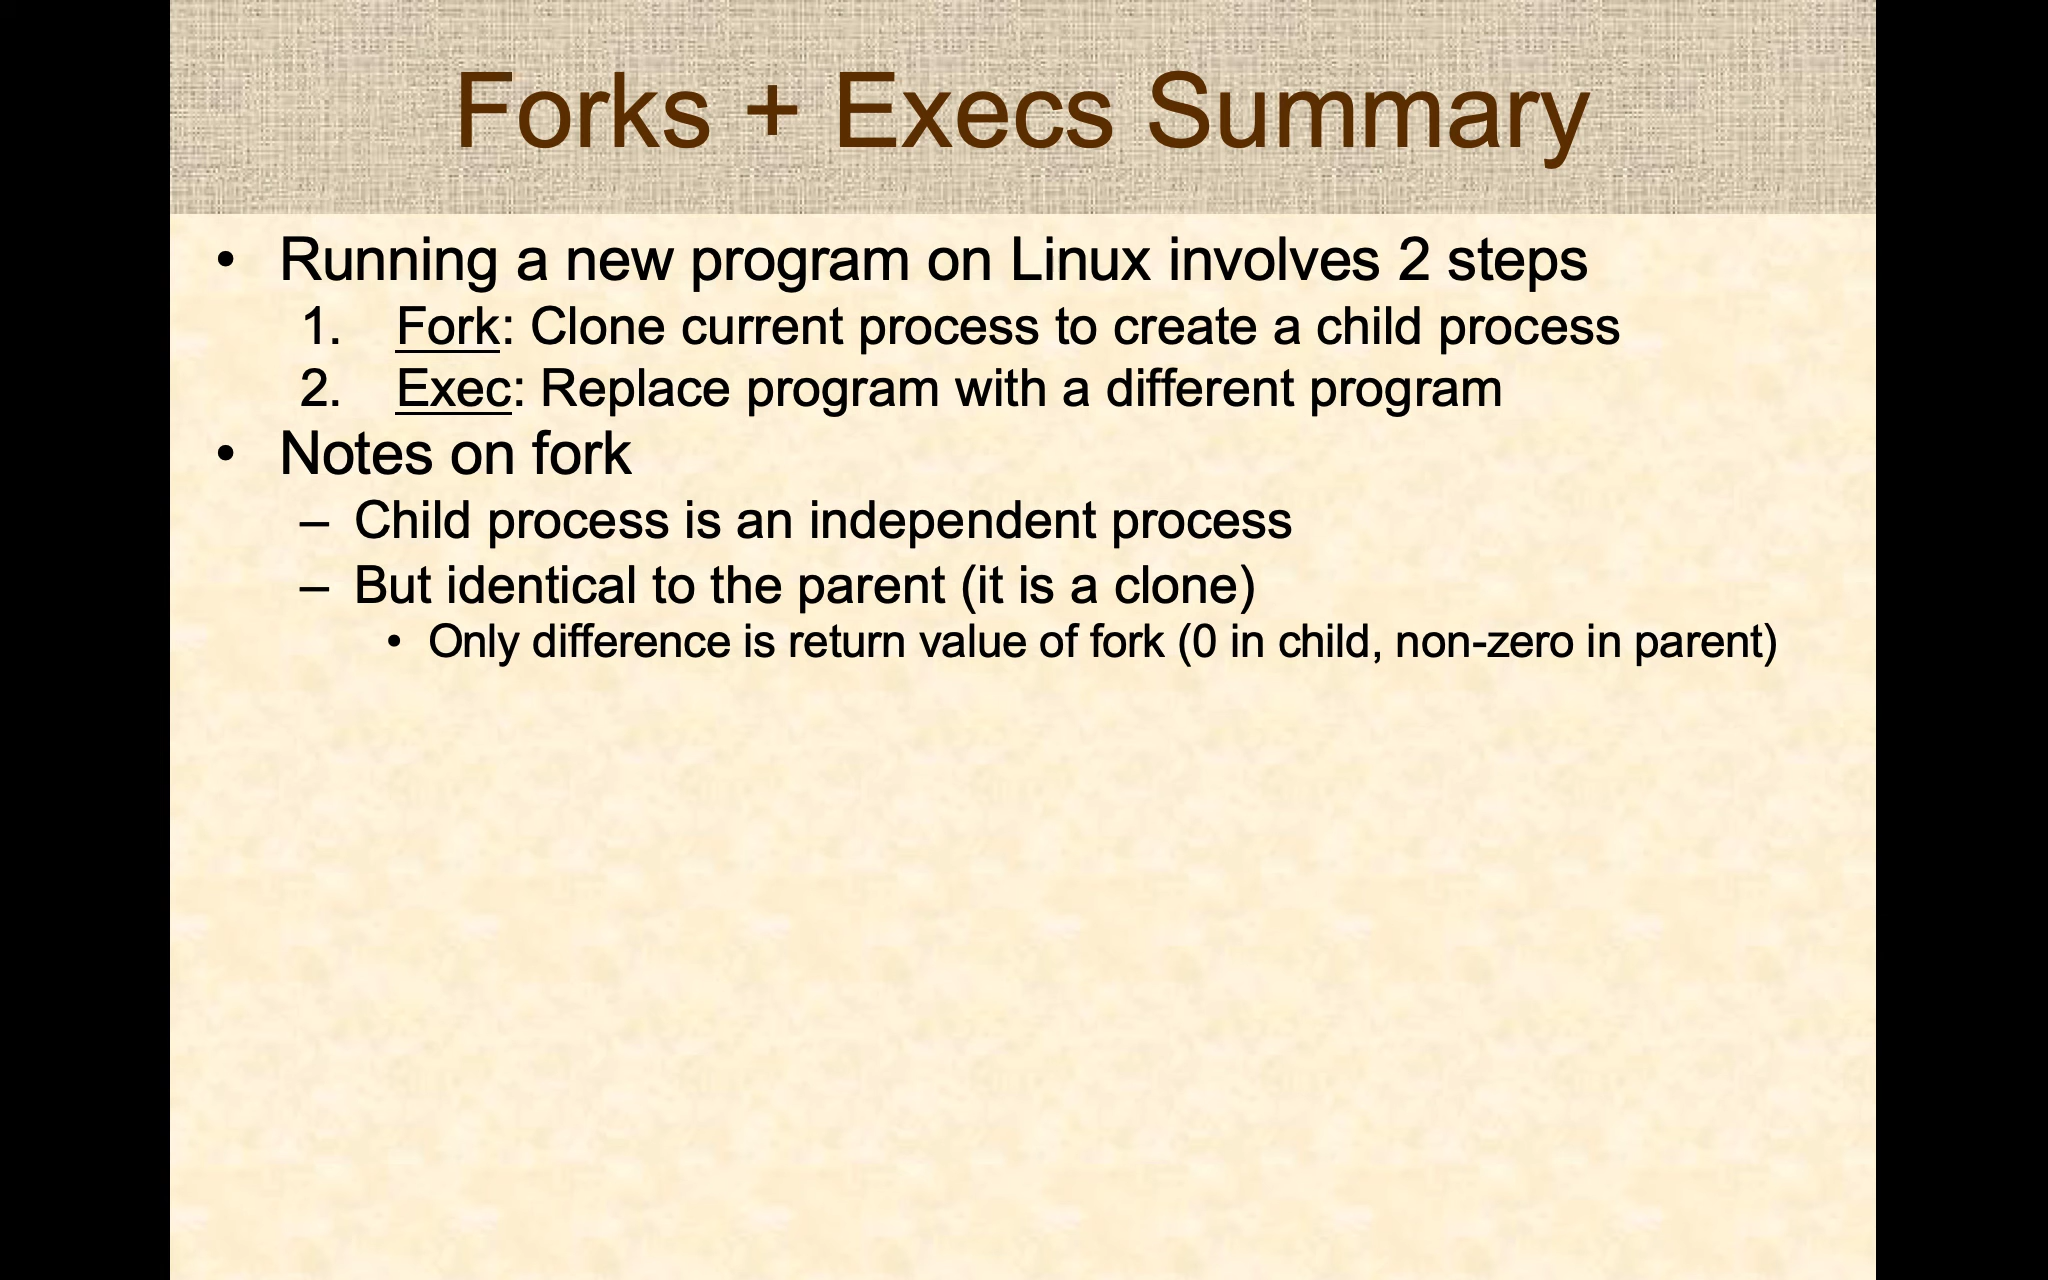 Forks + Execs Summary
• Running a new program on Linux involves 2 steps
1. Fork: Clone current process to create a child process
2. Exec: Replace program with a different program
• Notes on fork
– Child process is an independent process
– But identical to the parent (it is a clone)
• Only difference is return value of fork (0 in child, non-zero in parent)